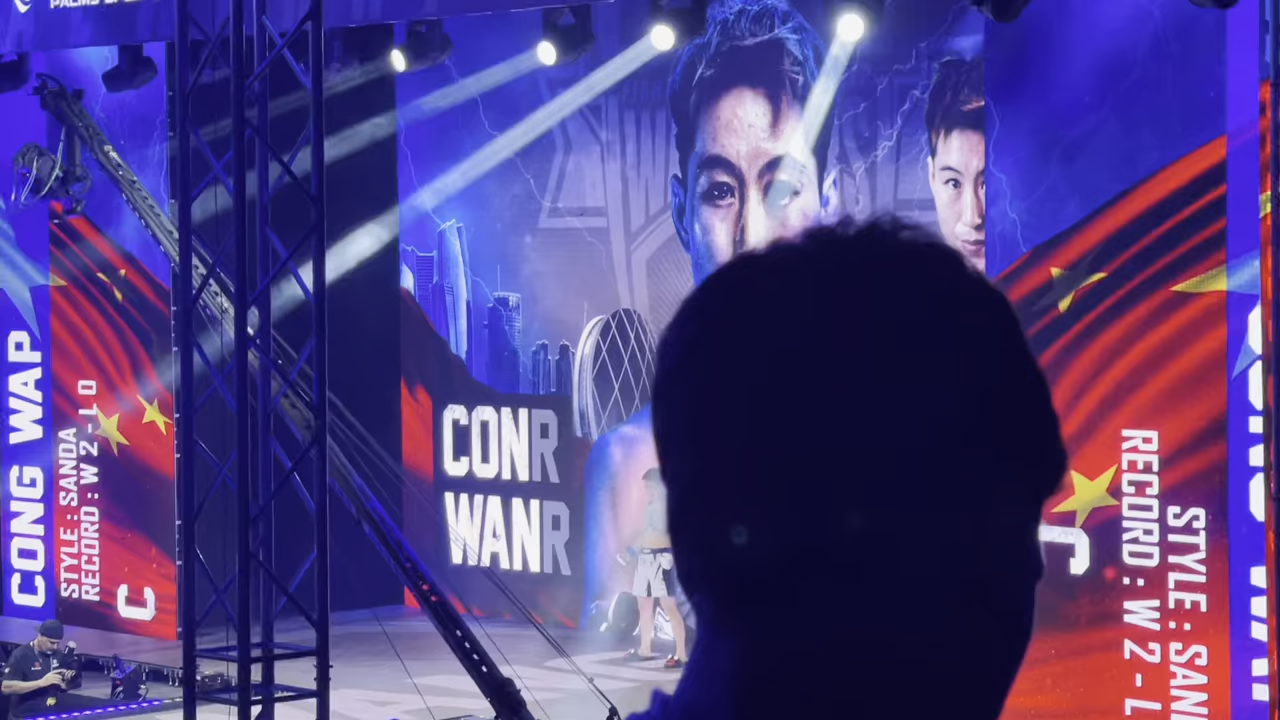 CONG WAP
STYLE : SANDA
RECORD : W 2 - L 0
C
CONR
WANR
RECORD : W 2 - L
STYLE : SAN